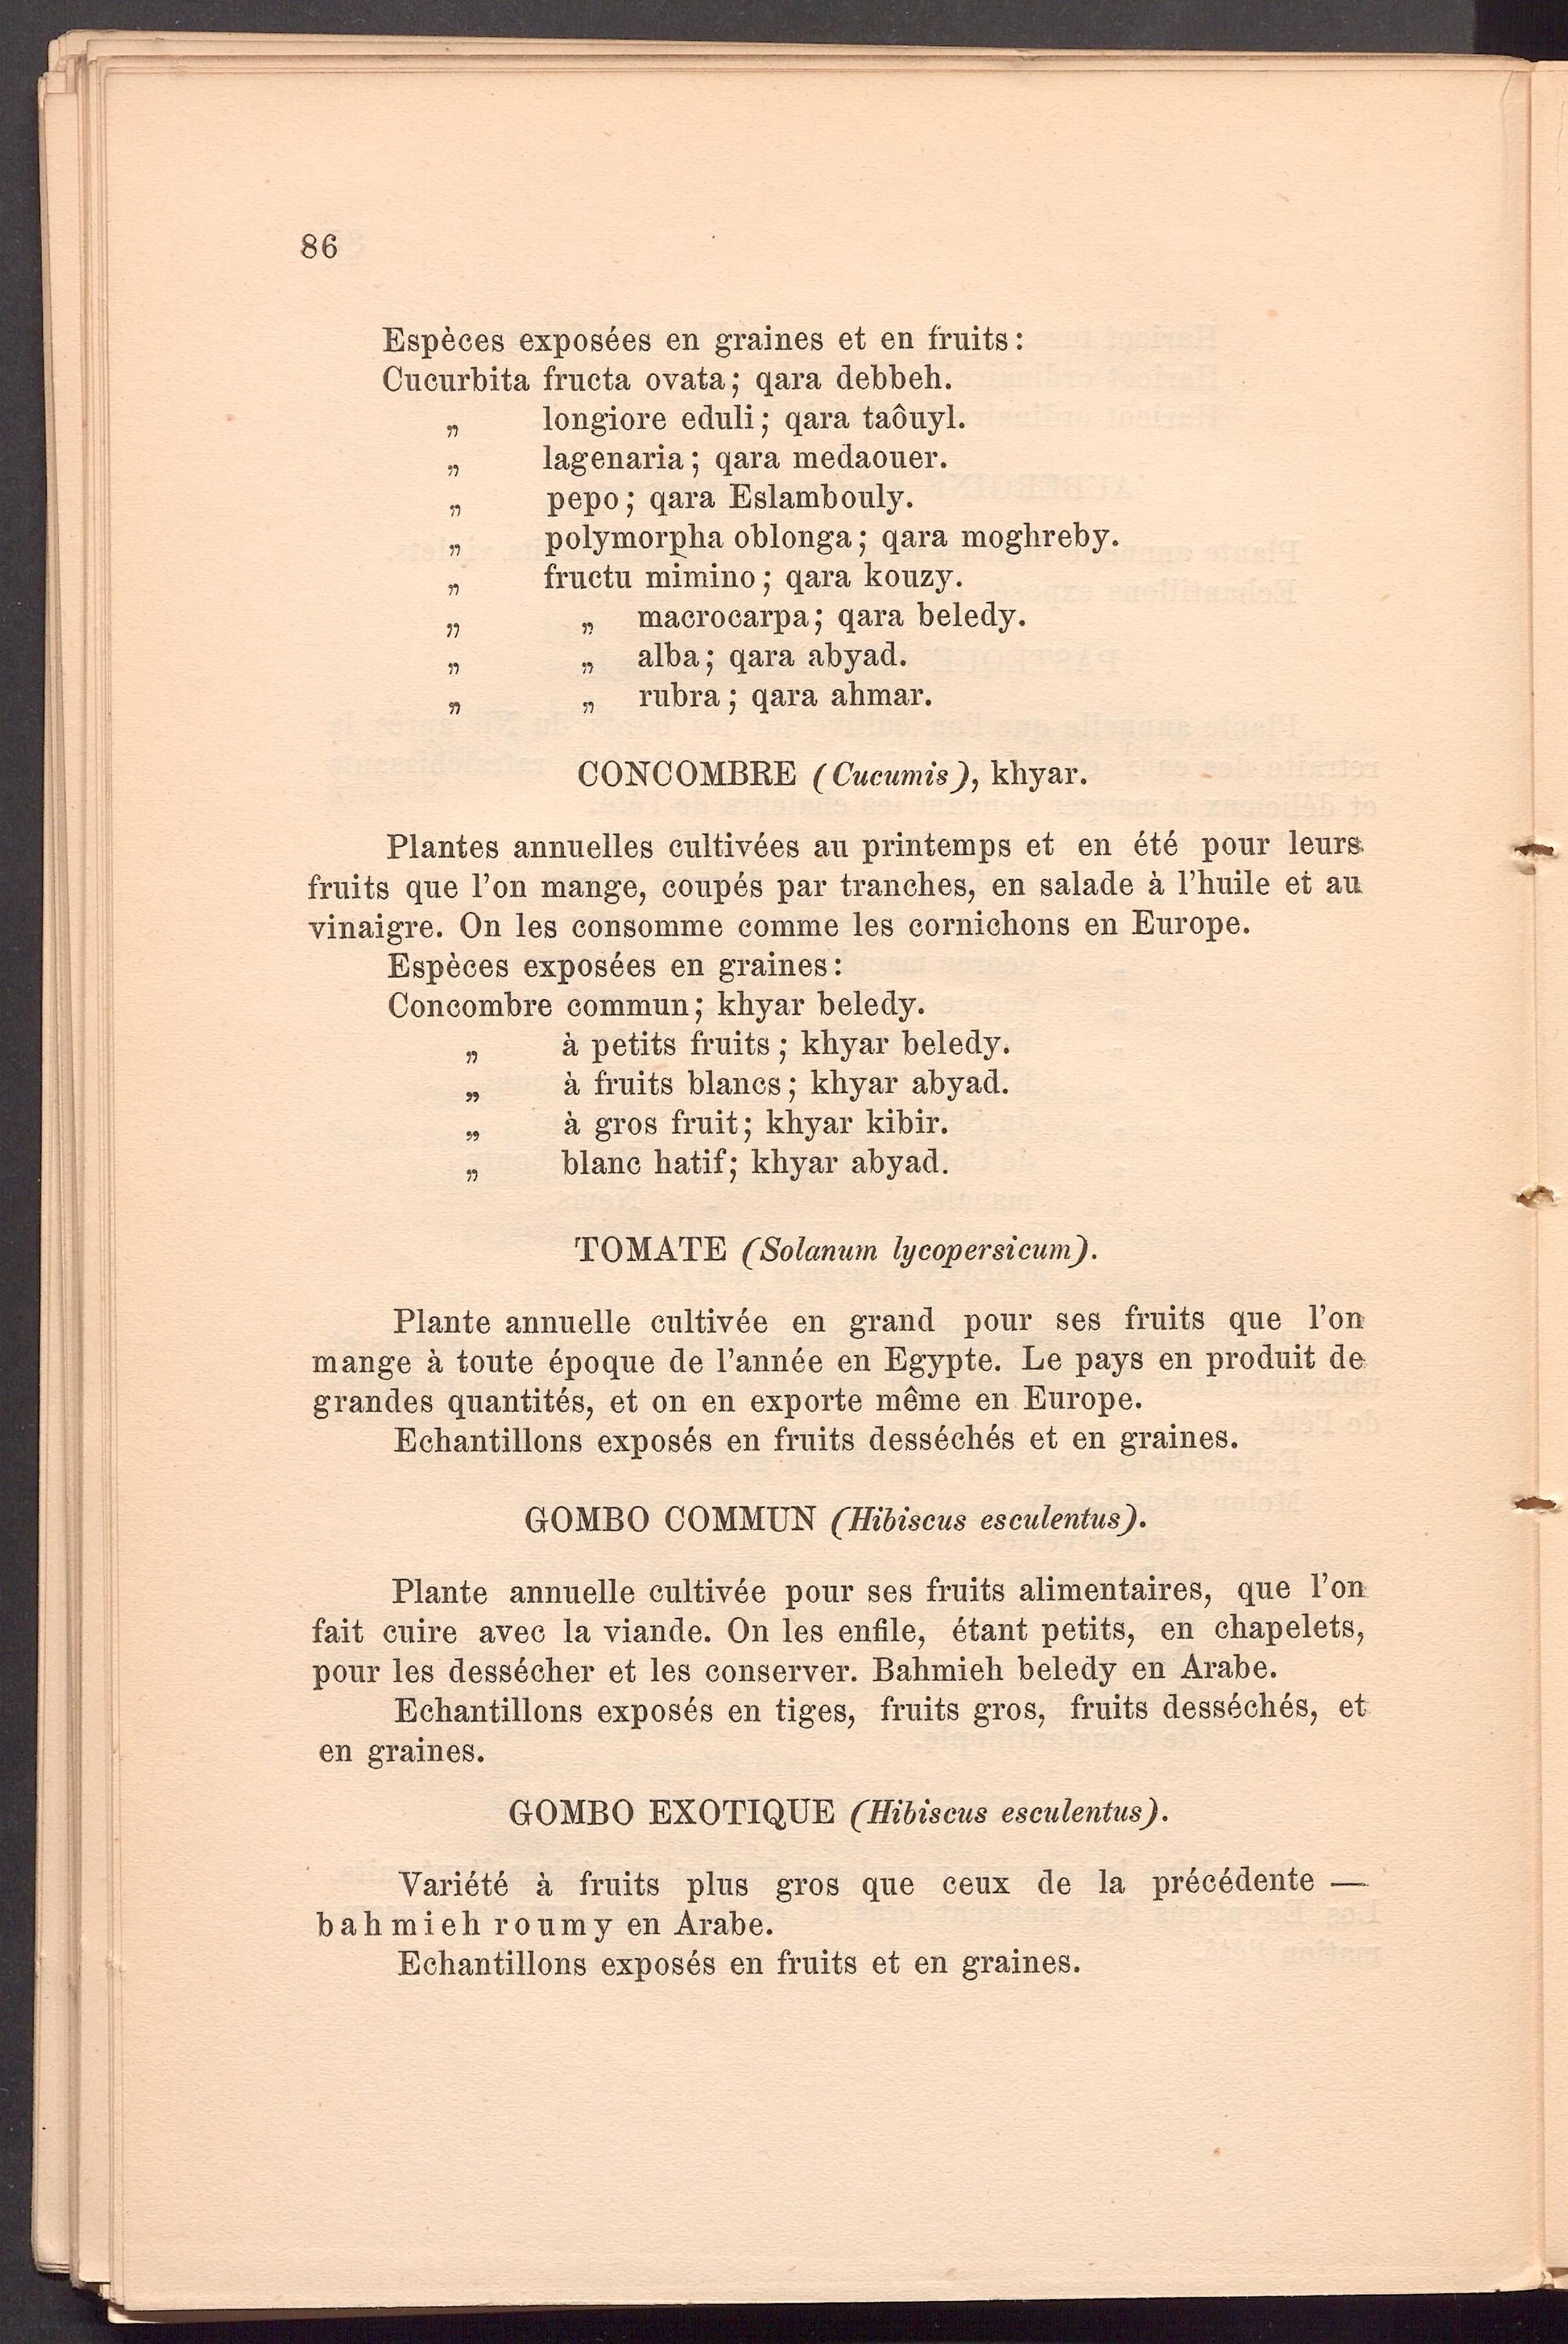 86
Espèces exposées en graines et en fruits:
Cucurbita fructa ovata; qara debbeh.
„ longiore eduli; qara taôuyl.
„ lagenaria; qara medaouer.
„ pepo; qara Eslambouly.
„ polymorpha oblonga; qara moghreby.
„ fructu mimino; qara kouzy.
„ „ macrocarpa; qara beledy.
„ „ alba; qara abyad.
„ „ rubra; qara ahmar.
CONCOMBRE (Cucumis), khyar.
Plantes annuelles cultivées au printemps et en été pour leurs
fruits que l'on mange, coupés par tranches, en salade à l'huile et au
vinaigre. On les consomme comme les cornichons en Europe.
Espèces exposées en graines:
Concombre commun; khyar beledy.
„ à petits fruits; khyar beledy.
„ à fruits blancs; khyar abyad.
„ à gros fruit; khyar kibir.
„ blanc hatif; khyar abyad.
TOMATE (Solanum lycopersicum).
Plante annuelle cultivée en grand pour ses fruits que l'on
mange à toute époque de l'année en Egypte. Le pays en produit de
grandes quantités, et on en exporte même en Europe.
Echantillons exposés en fruits desséchés et en graines.
GOMBO COMMUN (Hibiscus esculentus).
Plante annuelle cultivée pour ses fruits alimentaires, que l'on
fait cuire avec la viande. On les enfile, étant petits, en chapelets,
pour les dessécher et les conserver. Bahmieh beledy en Arabe.
Echantillons exposés en tiges, fruits gros, fruits desséchés, et
en graines.
GOMBO EXOTIQUE (Hibiscus esculentus).
Variété à fruits plus gros que ceux de la précédente —
bahmieh roumy en Arabe.
Echantillons exposés en fruits et en graines.